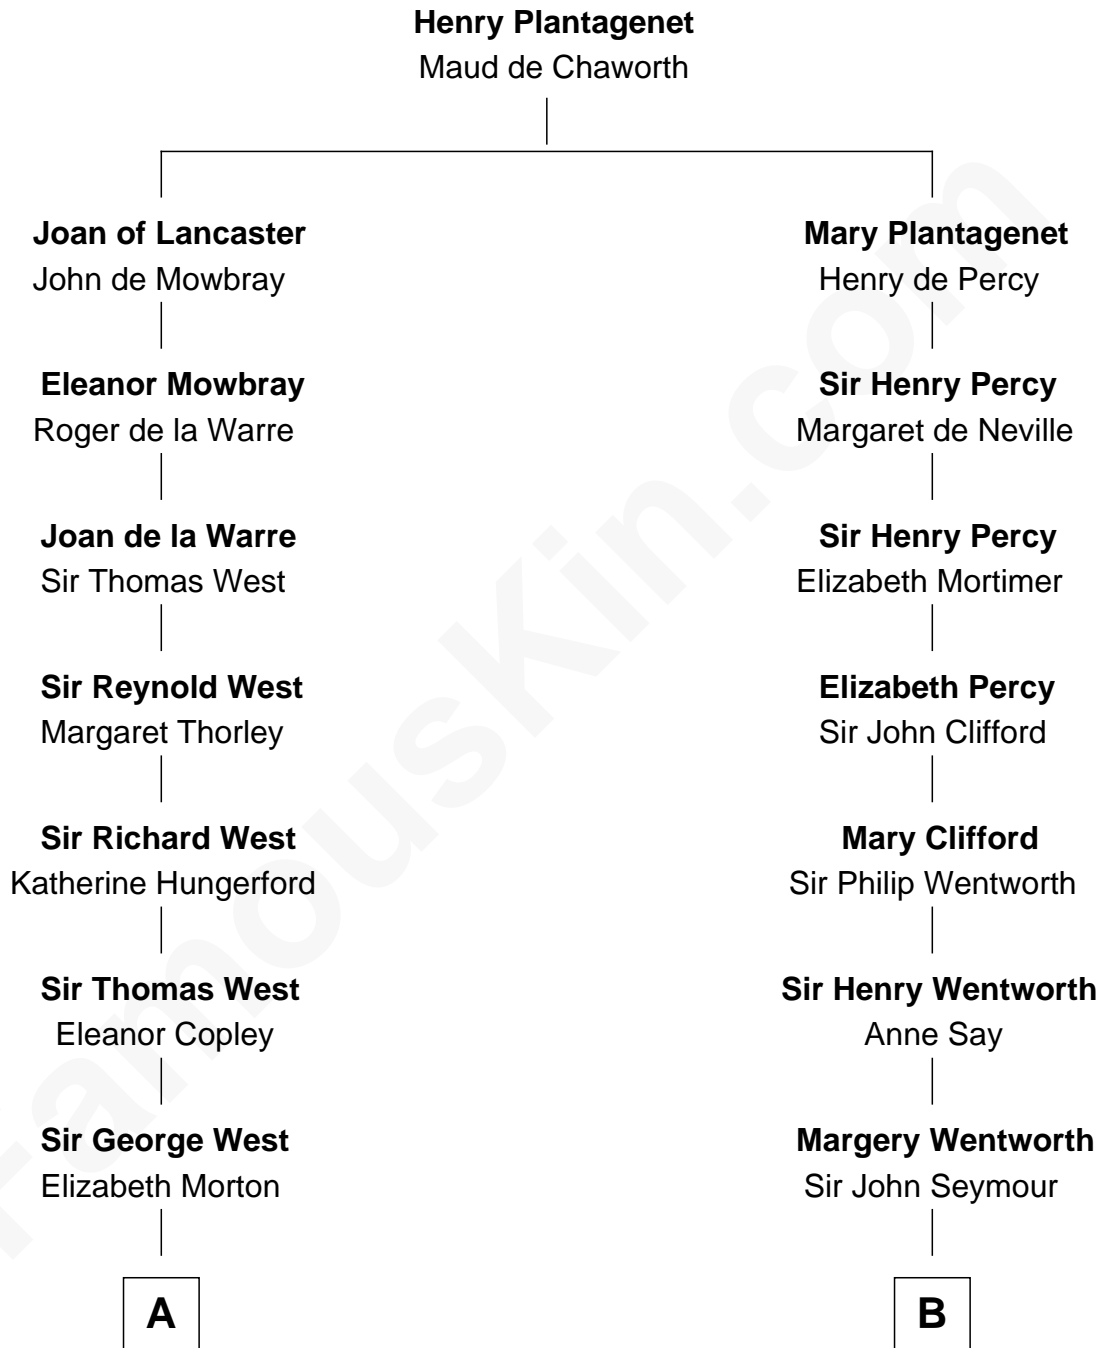 Henry Plantagenet
Maud de Chaworth
Joan of Lancaster
John de Mowbray
Mary Plantagenet
Henry de Percy
Eleanor Mowbray
Roger de la Warre
Sir Henry Percy
Margaret de Neville
Joan de la Warre
Sir Thomas West
Sir Henry Percy
Elizabeth Mortimer
Sir Reynold West
Margaret Thorley
Elizabeth Percy
Sir John Clifford
Sir Richard West
Katherine Hungerford
Mary Clifford
Sir Philip Wentworth
Sir Thomas West
Eleanor Copley
Sir Henry Wentworth
Anne Say
Sir George West
Elizabeth Morton
Margery Wentworth
Sir John Seymour
A
B
FamousKin.com